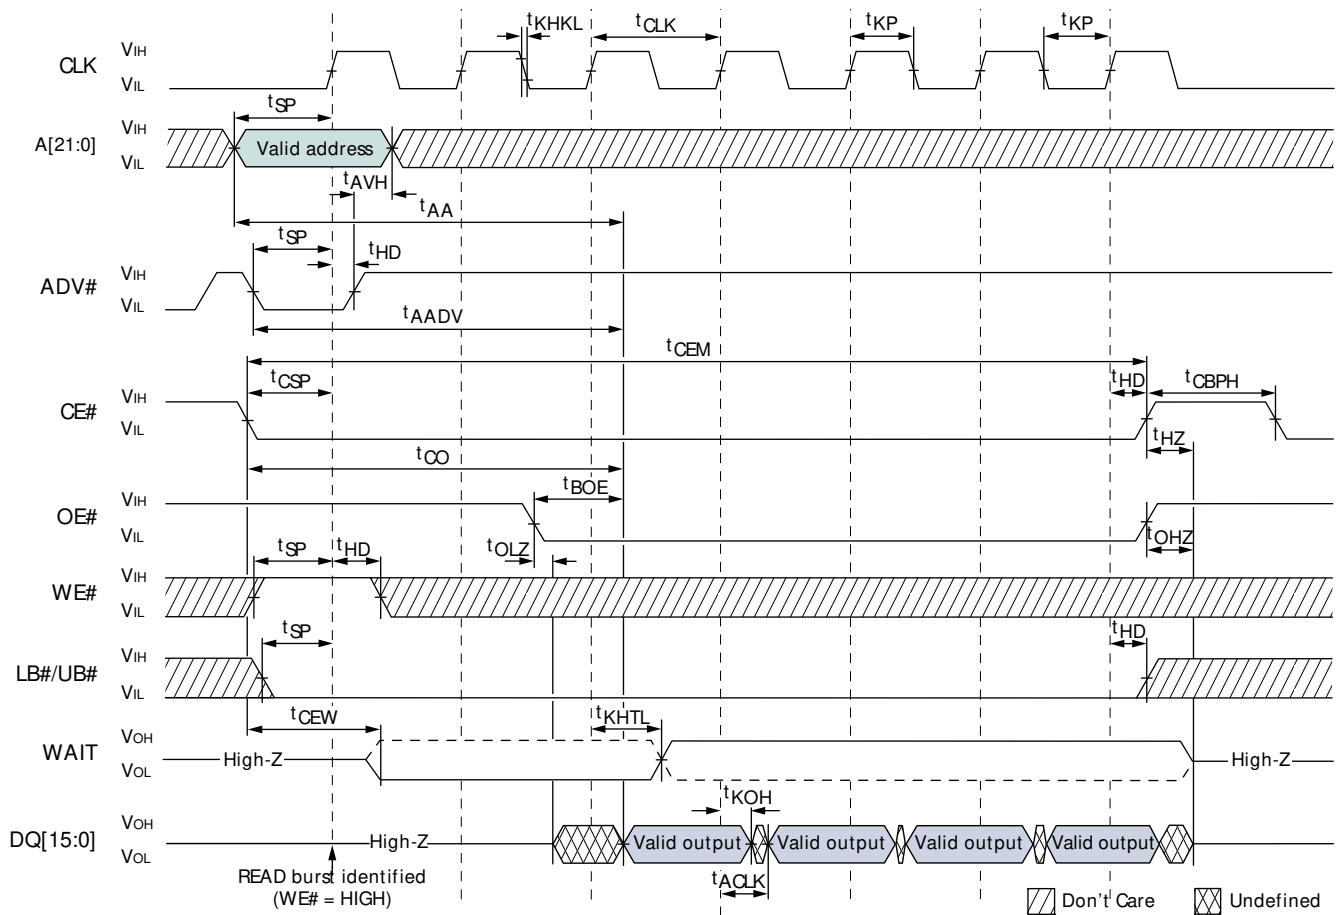 tKHKL tCLK tKP tKP
CLK VIH
VIL
tSP
A[21:0] VIH
VIL
Valid address
tAVH
tAA
tSP tHD
ADV# VIH
VIL
tAADV
tCEM
tCSP tHD tCBPH
CE# VIH
VIL
tHZ
tCO
tBOE
OE# VIH
VIL
tSP tHD tOLZ tOHZ
WE# VIH
VIL
tSP tHD
LB#/UB# VIH
VIL
tCEW tKHTL
WAIT VOH
VOL
High-Z High-Z
tKOH
DQ[15:0] VOH
VOL
High-Z Valid output Valid output Valid output Valid output
tACLK
READ burst identified
(WE# = HIGH)
Don't Care Undefined